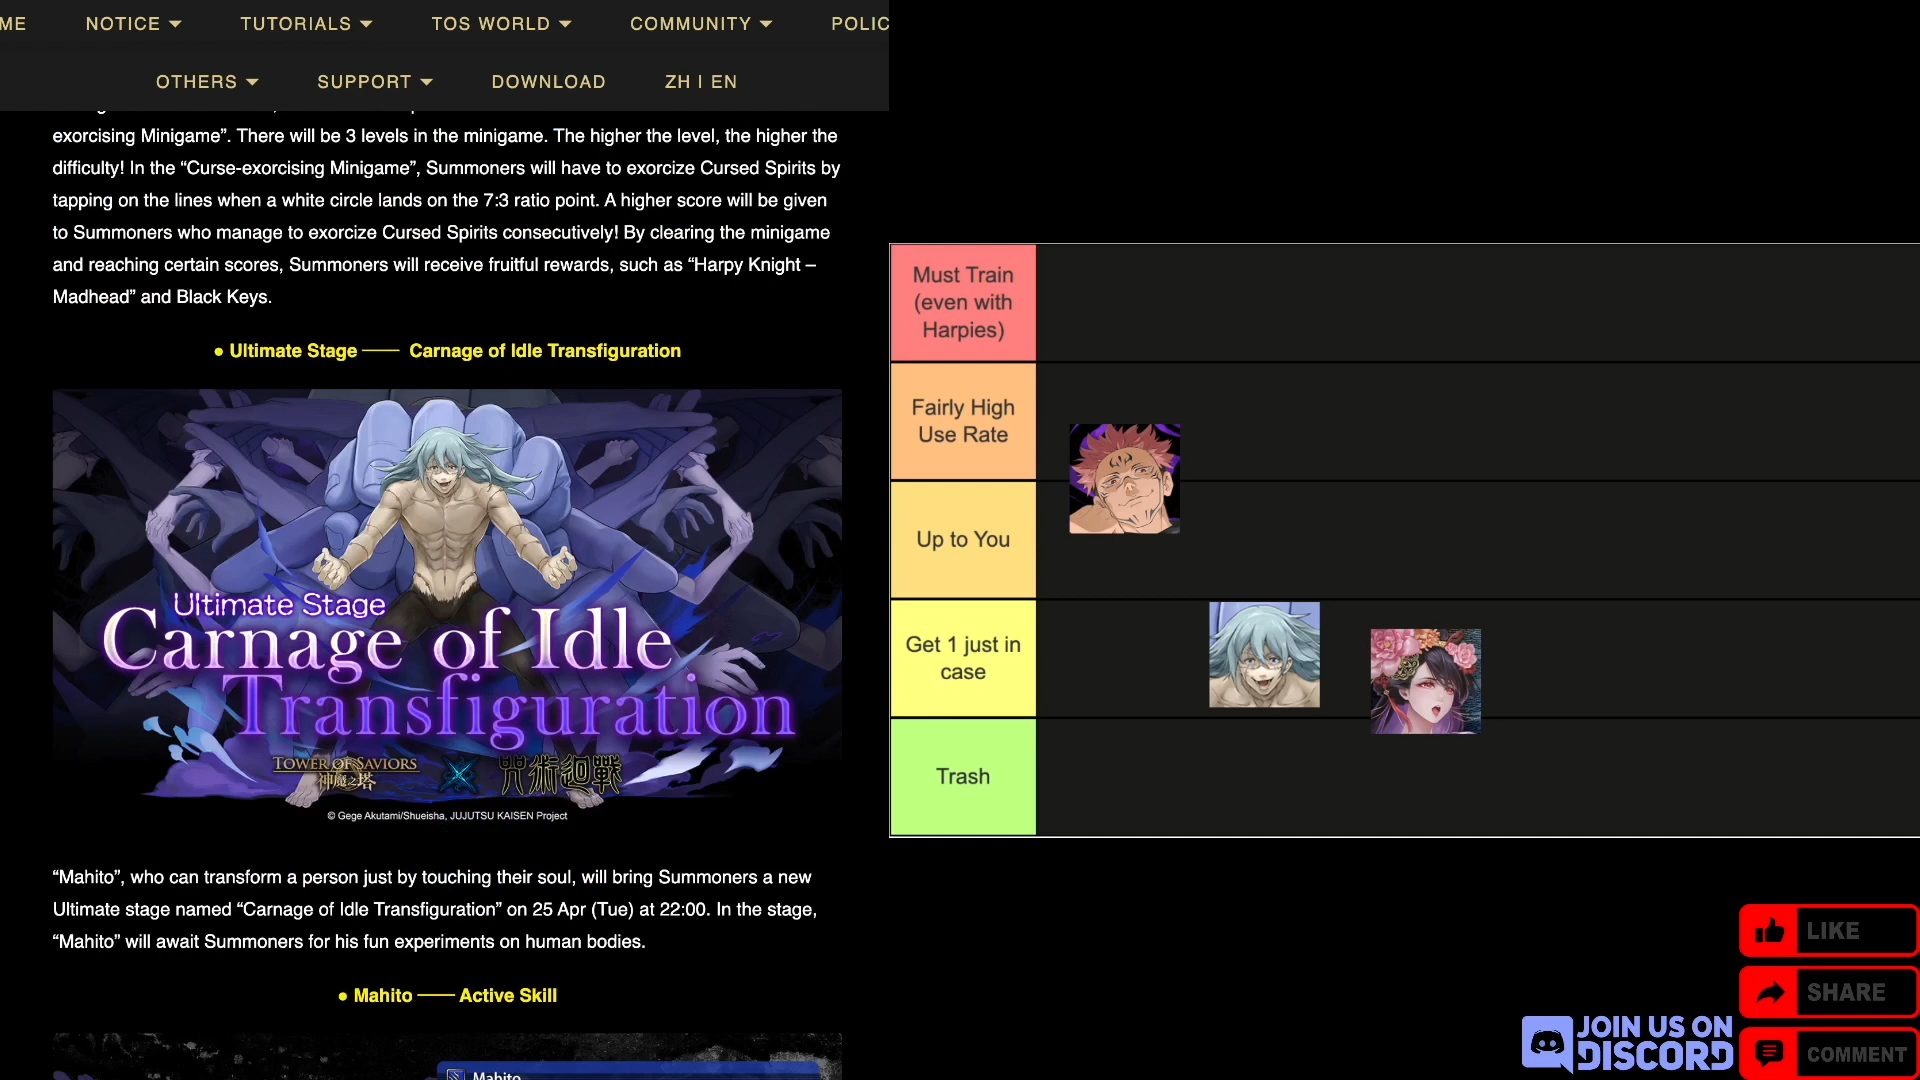 ME NOTICE TUTORIALS TOS WORLD COMMUNITY POLIC
OTHERS SUPPORT DOWNLOAD ZH | EN
exorcising Minigame”. There will be 3 levels in the minigame. The higher the level, the higher the
difficulty! In the “Curse-exorcising Minigame”, Summoners will have to exorcize Cursed Spirits by
tapping on the lines when a white circle lands on the 7:3 ratio point. A higher score will be given
to Summoners who manage to exorcize Cursed Spirits consecutively! By clearing the minigame
and reaching certain scores, Summoners will receive fruitful rewards, such as “Harpy Knight –
Madhead” and Black Keys.
● Ultimate Stage —— Carnage of Idle Transfiguration
Ultimate Stage
Carnage of Idle
Transfiguration
TOWER OF SAVIORS
神魔之塔
咒術迴戰
© Gege Akutami/Shueisha, JUJUTSU KAISEN Project
“Mahito”, who can transform a person just by touching their soul, will bring Summoners a new
Ultimate stage named “Carnage of Idle Transfiguration” on 25 Apr (Tue) at 22:00. In the stage,
“Mahito” will await Summoners for his fun experiments on human bodies.
● Mahito —— Active Skill
Mahito
Must Train
(even with
Harpies)
Fairly High
Use Rate
Up to You
Get 1 just in
case
Trash
LIKE
SHARE
COMMENT
JOIN US ON
DISCORD